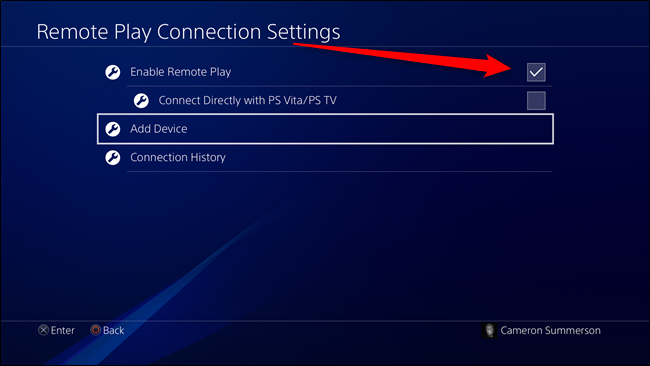 Remote Play Connection Settings
Enable Remote Play
Connect Directly with PS Vita/PS TV
Add Device
Connection History
Enter Back Cameron Summerson